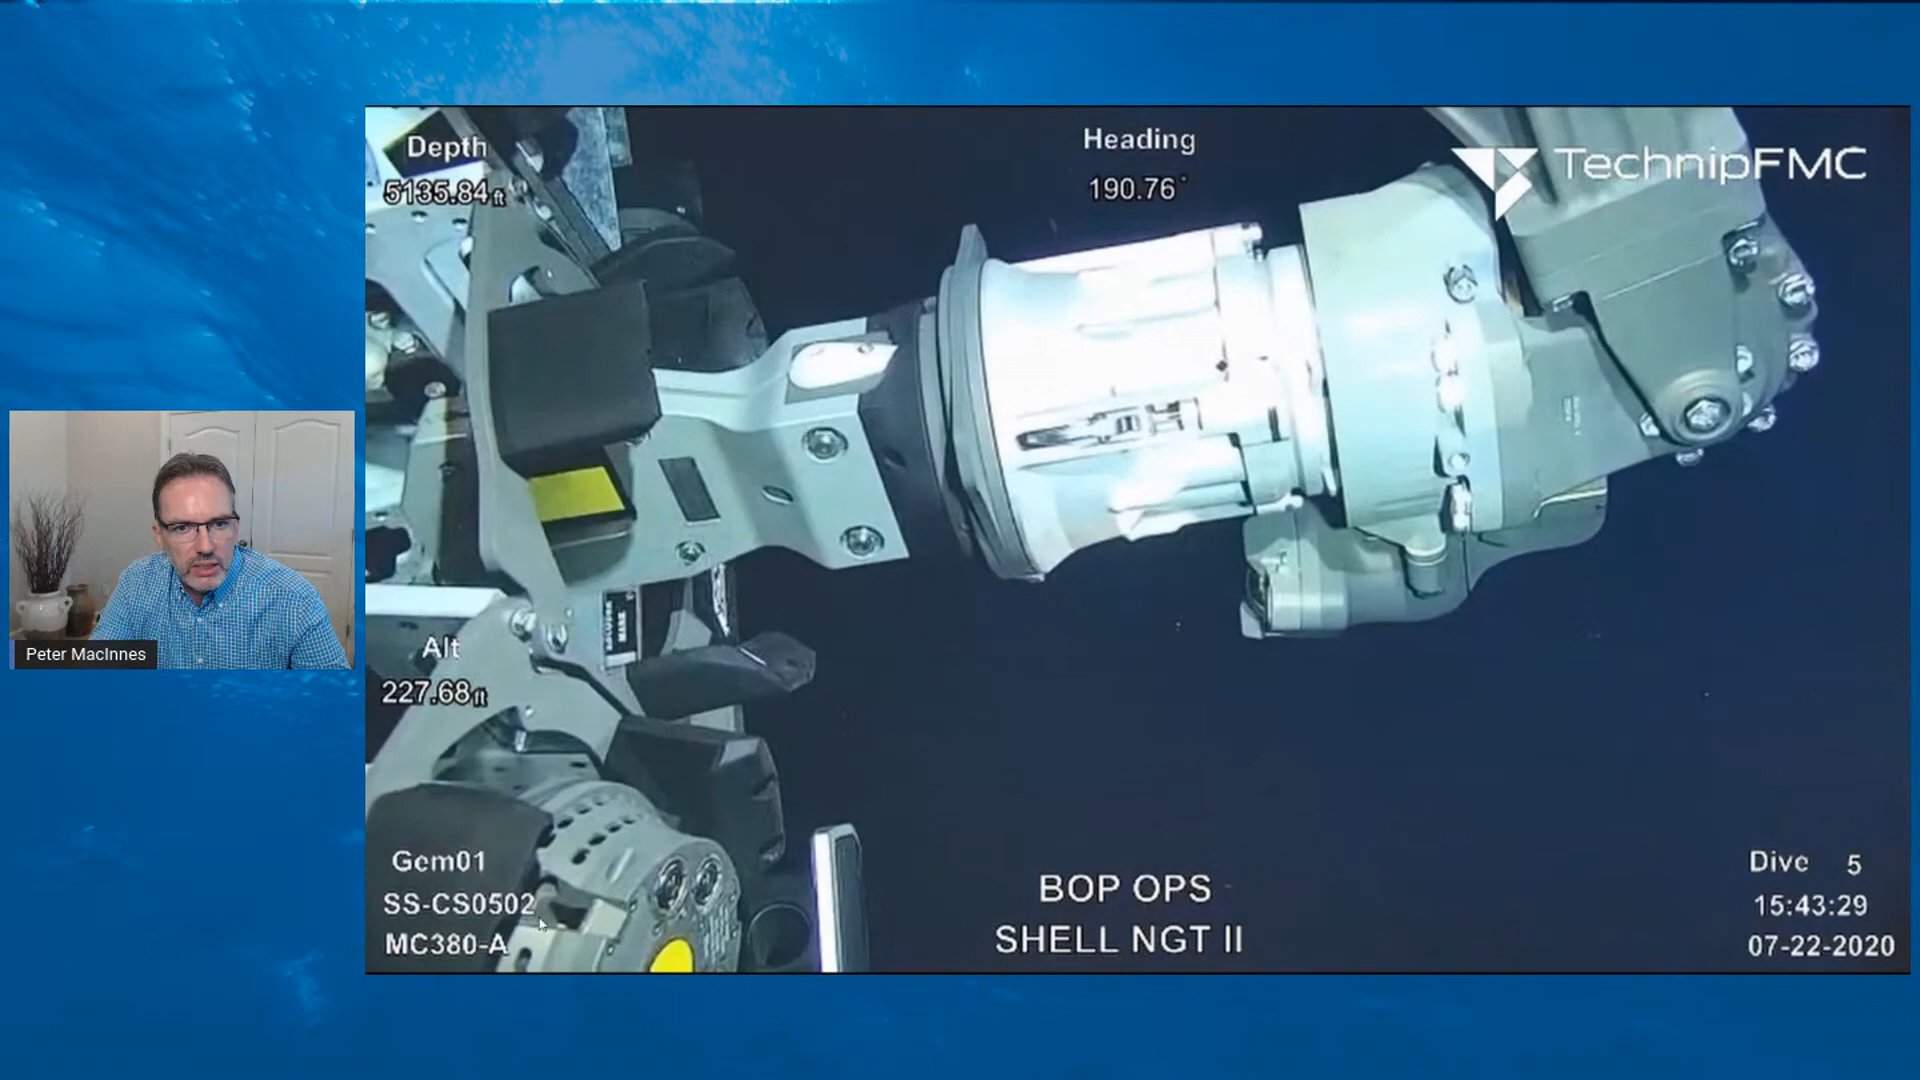 Depth
5135.84 ft
Heading
190.76°
TechnipFMC
Peter MacInnes
Alt
227.68 ft
Gem01
SS-CS0502
MC380-A
BOP OPS
SHELL NGT II
Dive 5
15:43:29
07-22-2020